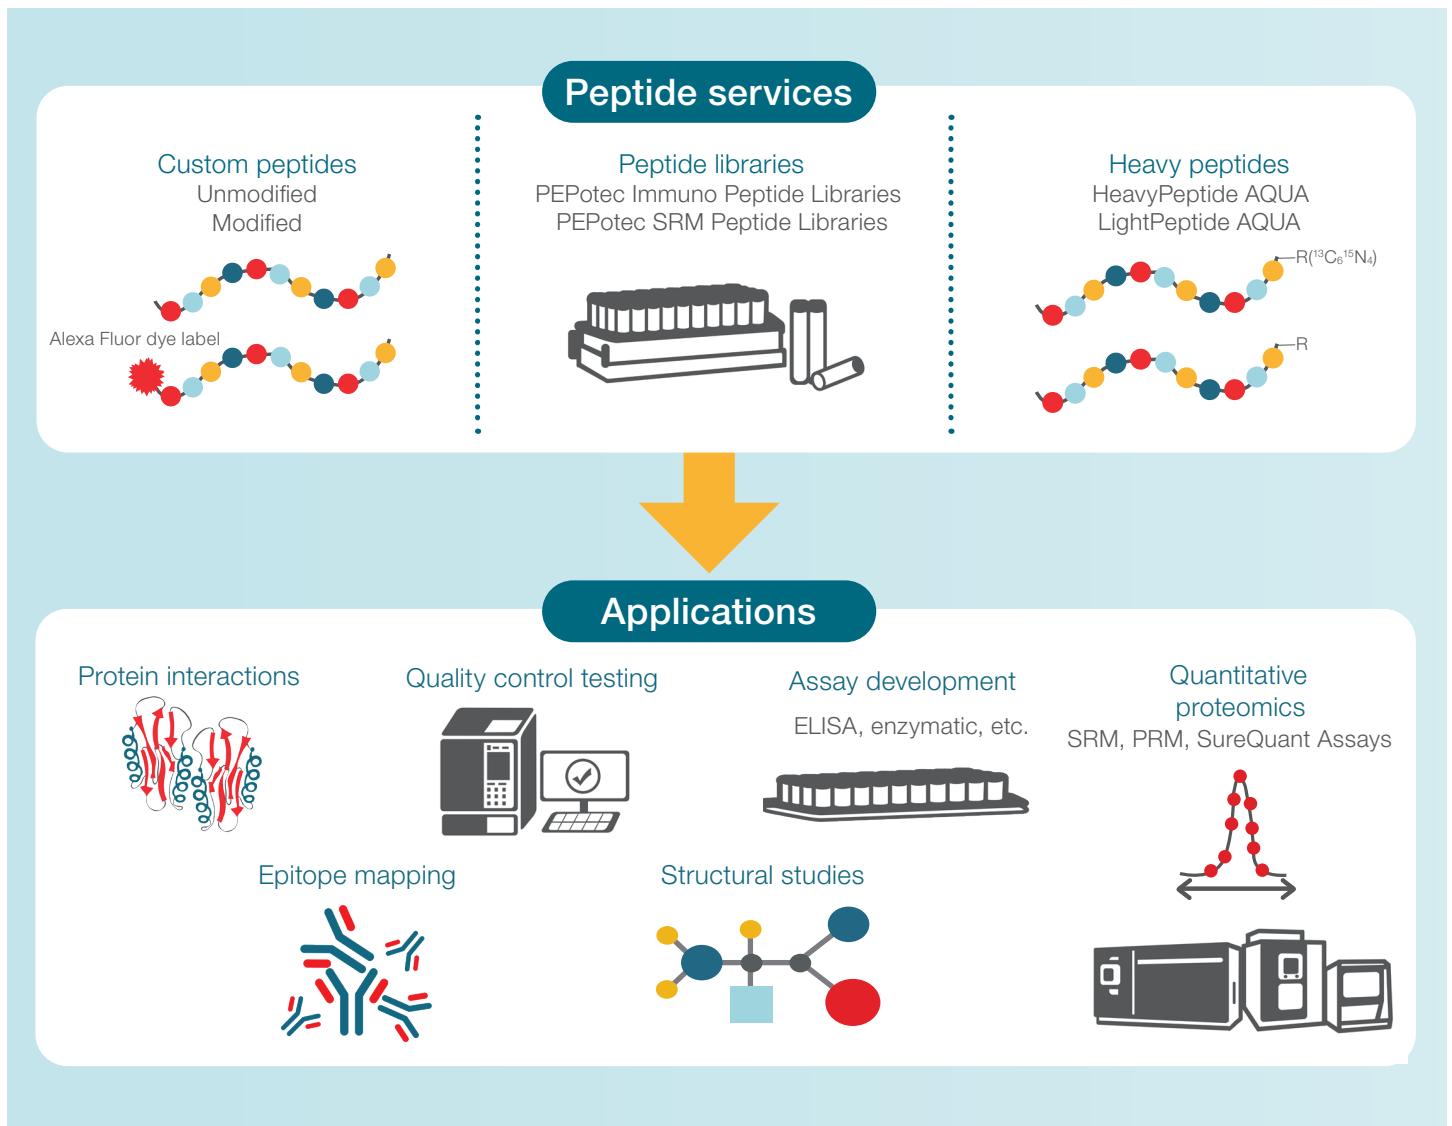 Peptide services
Custom peptides
Unmodified
Modified
Alexa Fluor dye label
Peptide libraries
PEPotec Immuno Peptide Libraries
PEPotec SRM Peptide Libraries
Heavy peptides
HeavyPeptide AQUA
LightPeptide AQUA
R(¹³C₆¹⁵N₄)
R
Applications
Protein interactions
Quality control testing
Assay development
ELISA, enzymatic, etc.
Quantitative
proteomics
SRM, PRM, SureQuant Assays
Epitope mapping
Structural studies